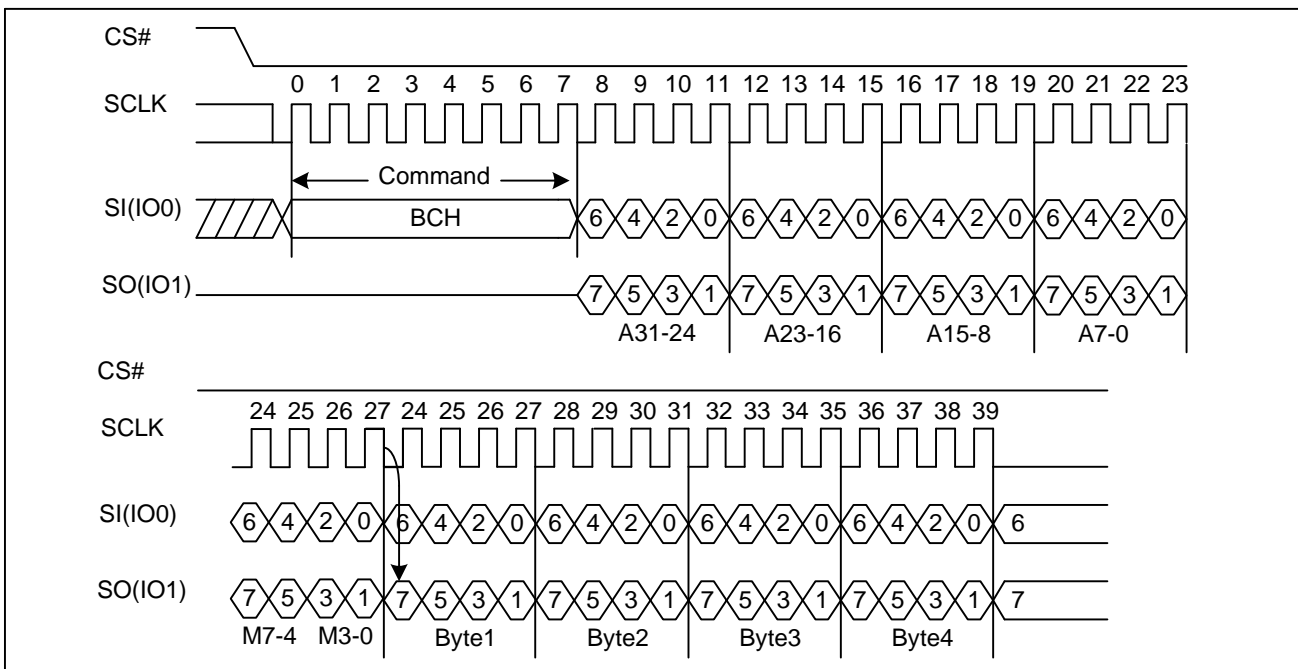 CS#
0 1 2 3 4 5 6 7 8 9 10 11 12 13 14 15 16 17 18 19 20 21 22 23
SCLK
Command
SI(IO0)
BCH 6 4 2 0 6 4 2 0 6 4 2 0 6 4 2 0
SO(IO1)
7 5 3 1 7 5 3 1 7 5 3 1 7 5 3 1
A31-24 A23-16 A15-8 A7-0
CS#
24 25 26 27 24 25 26 27 28 29 30 31 32 33 34 35 36 37 38 39
SCLK
SI(IO0)
6 4 2 0 6 4 2 0 6 4 2 0 6 4 2 0 6 4 2 0 6
SO(IO1)
7 5 3 1 7 5 3 1 7 5 3 1 7 5 3 1 7 5 3 1 7
M7-4 M3-0 Byte1 Byte2 Byte3 Byte4